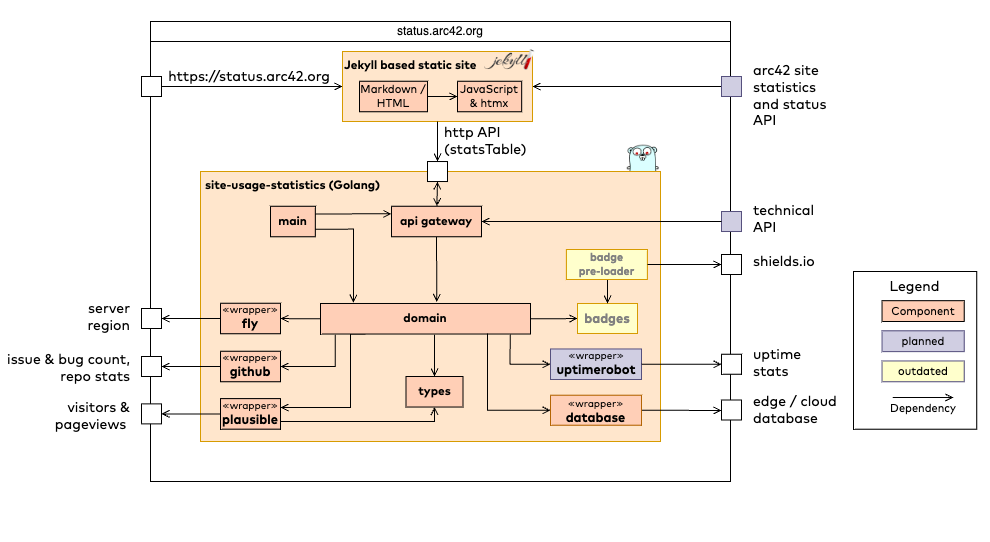 status.arc42.org
Jekyll based static site
jekyll
https://status.arc42.org
Markdown /
HTML
JavaScript
& htmx
arc42 site
statistics
and status
API
http API
(statsTable)
site-usage-statistics (Golang)
main
api gateway
technical
API
badge
pre-loader
shields.io
server
region
«wrapper»
fly
domain
badges
issue & bug count,
repo stats
«wrapper»
github
«wrapper»
uptimerobot
uptime
stats
types
visitors &
pageviews
«wrapper»
plausible
«wrapper»
database
edge / cloud
database
Legend
Component
planned
outdated
Dependency